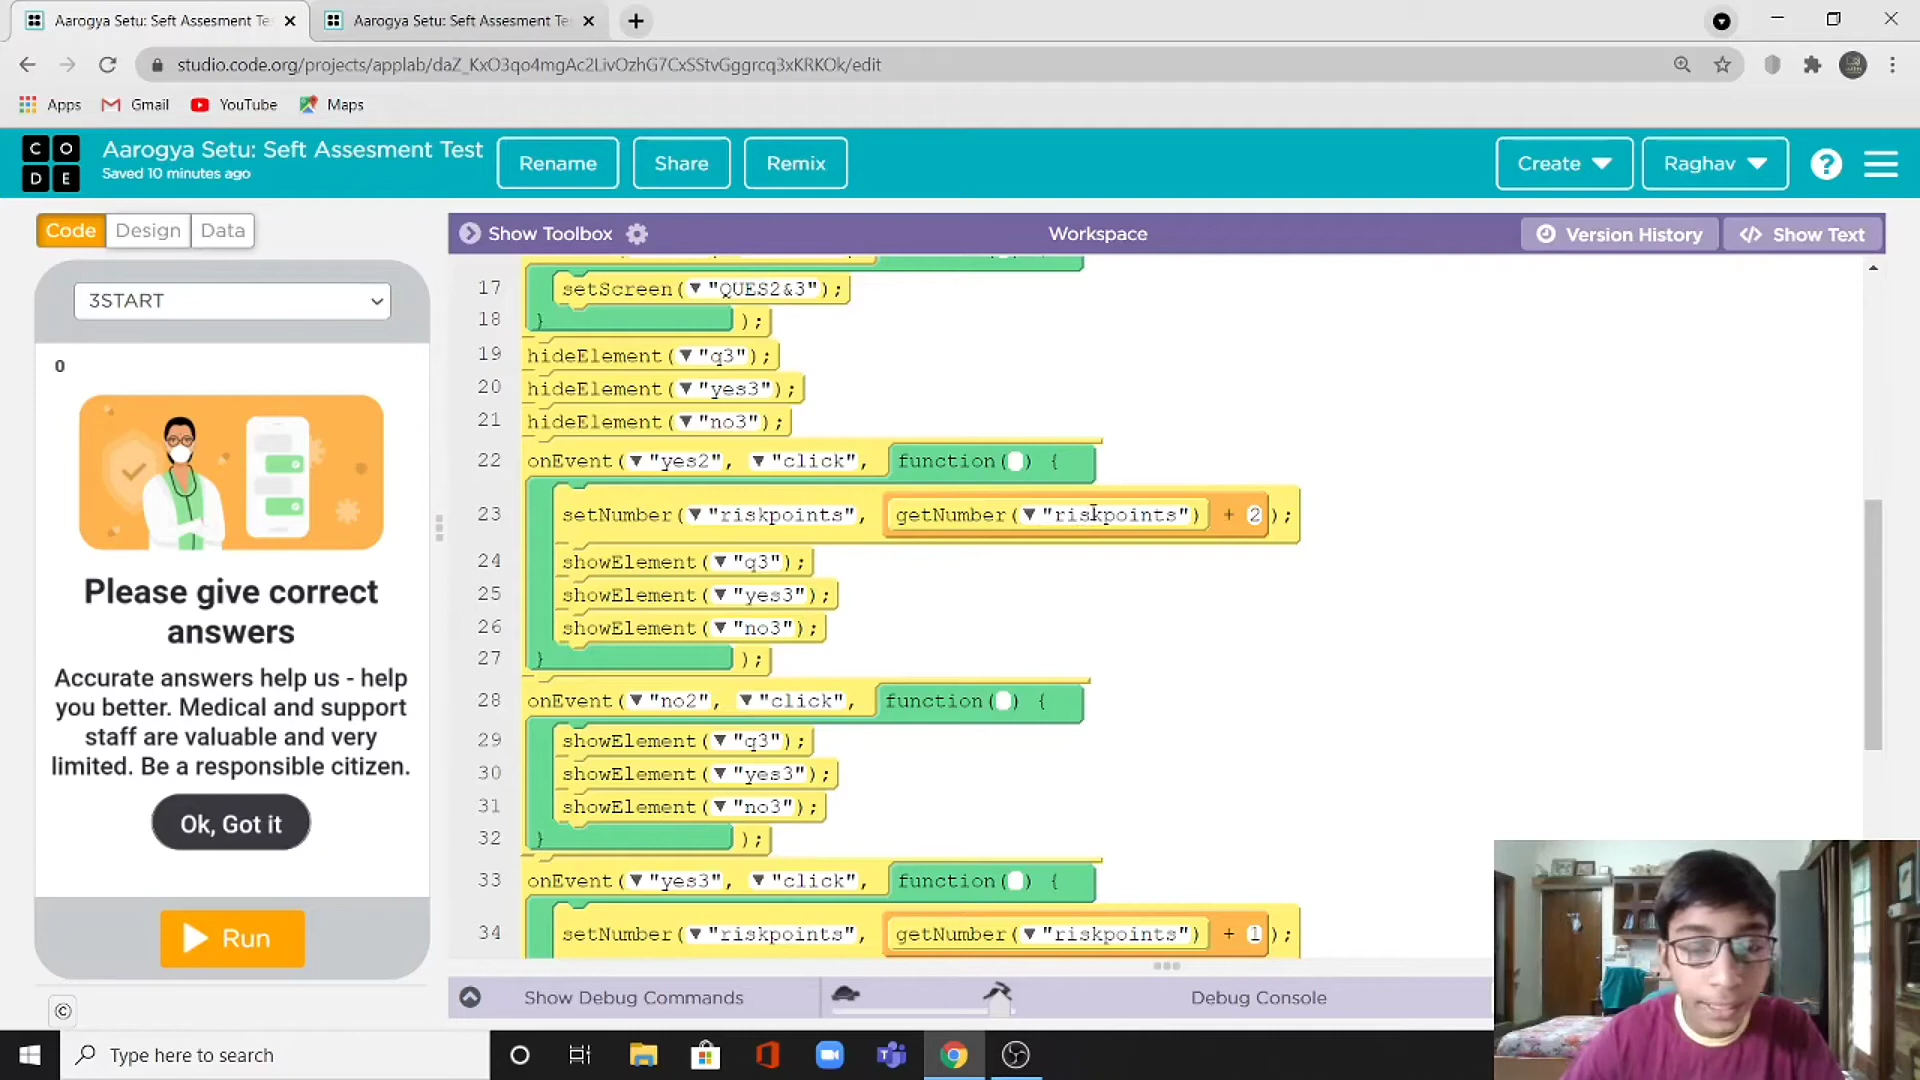 Aarogya Setu: Seft Assesment Te
Aarogya Setu: Seft Assesment Te
studio.code.org/projects/applab/daZ_KxO3qo4mgAc2LivOzhG7CxSStvGggrcq3xKRKOk/edit
Apps Gmail YouTube Maps
CODE
Aarogya Setu: Seft Assesment Test
Saved 10 minutes ago
Rename Share Remix Create Raghav ?
Code Design Data
Show Toolbox Workspace Version History </> Show Text
3START
0
Please give correct
answers
Accurate answers help us - help
you better. Medical and support
staff are valuable and very
limited. Be a responsible citizen.
Ok, Got it
Run
17 setScreen("QUES2&3");
18 } );
19 hideElement("q3");
20 hideElement("yes3");
21 hideElement("no3");
22 onEvent("yes2", "click", function( ) {
23 setNumber("riskpoints", getNumber("riskpoints") + 2);
24 showElement("q3");
25 showElement("yes3");
26 showElement("no3");
27 } );
28 onEvent("no2", "click", function( ) {
29 showElement("q3");
30 showElement("yes3");
31 showElement("no3");
32 } );
33 onEvent("yes3", "click", function( ) {
34 setNumber("riskpoints", getNumber("riskpoints") + 1);
Show Debug Commands Debug Console
©
Type here to search